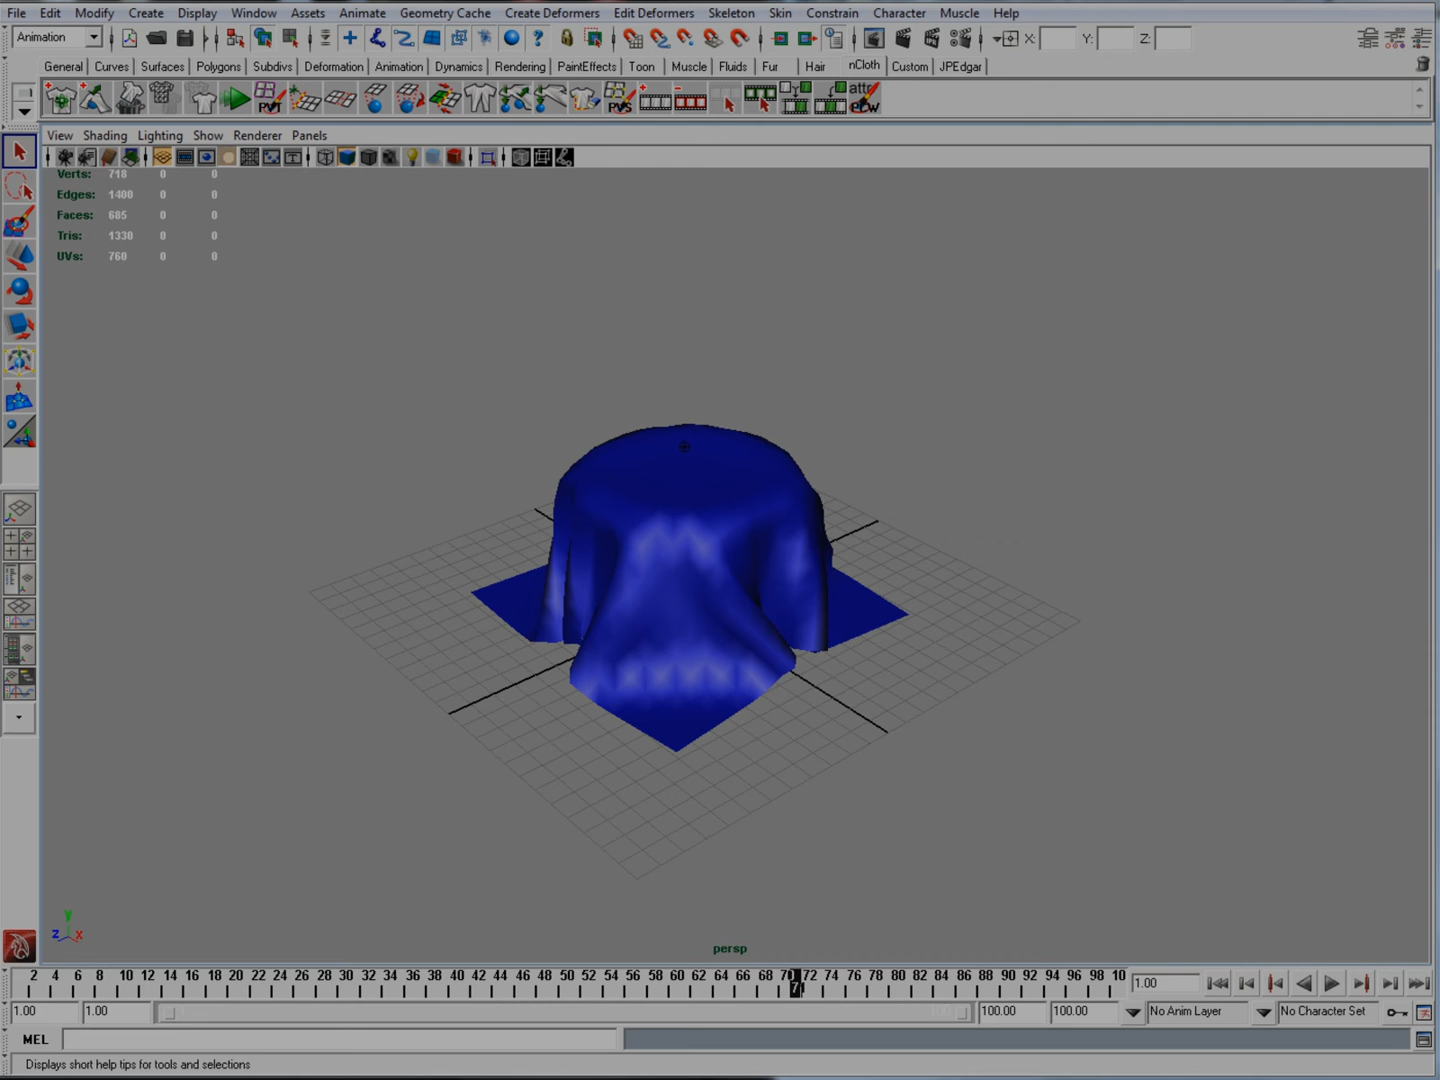 File Edit Modify Create Display Window Assets Animate Geometry Cache Create Deformers Edit Deformers Skeleton Skin Constrain Character Muscle Help
Animation X: Y: Z:
General Curves Surfaces Polygons Subdivs Deformation Animation Dynamics Rendering PaintEffects Toon Muscle Fluids Fur Hair nCloth Custom JPEdgar
PVT PVS attr PCW
View Shading Lighting Show Renderer Panels
Verts: 718 0 0
Edges: 1400 0 0
Faces: 685 0 0
Tris: 1330 0 0
UVs: 760 0 0
y
z x
persp
2 4 6 8 10 12 14 16 18 20 22 24 26 28 30 32 34 36 38 40 42 44 46 48 50 52 54 56 58 60 62 64 66 68 70 72 74 76 78 80 82 84 86 88 90 92 94 96 98 10
7 1.00
1.00 1.00 100.00 100.00 No Anim Layer No Character Set
MEL
Displays short help tips for tools and selections